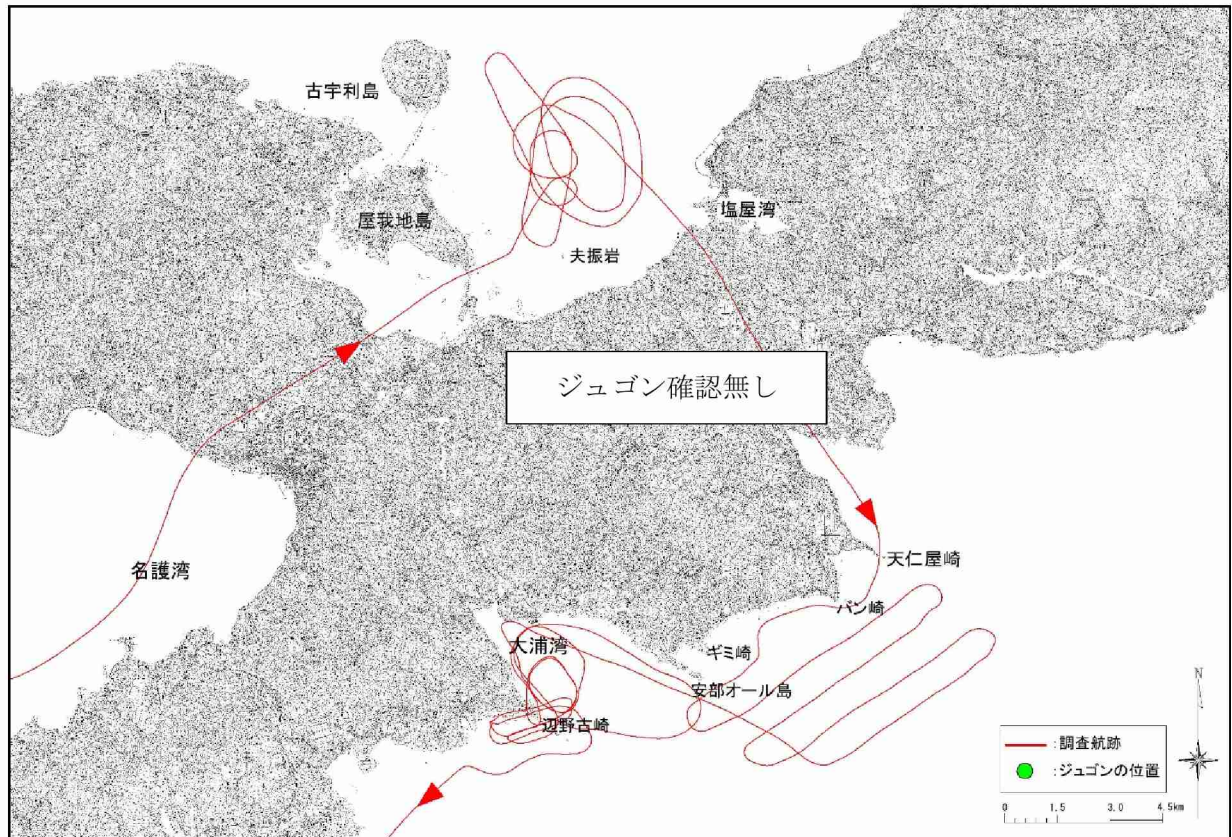 古宇利島
屋我地島
塩屋湾
夫振岩
ジュゴン確認無し
名護湾
天仁屋崎
バン崎
大浦湾
ギミ崎
安部オール島
辺野古崎
N
:調査航跡
:ジュゴンの位置
0 1.5 3.0 4.5km